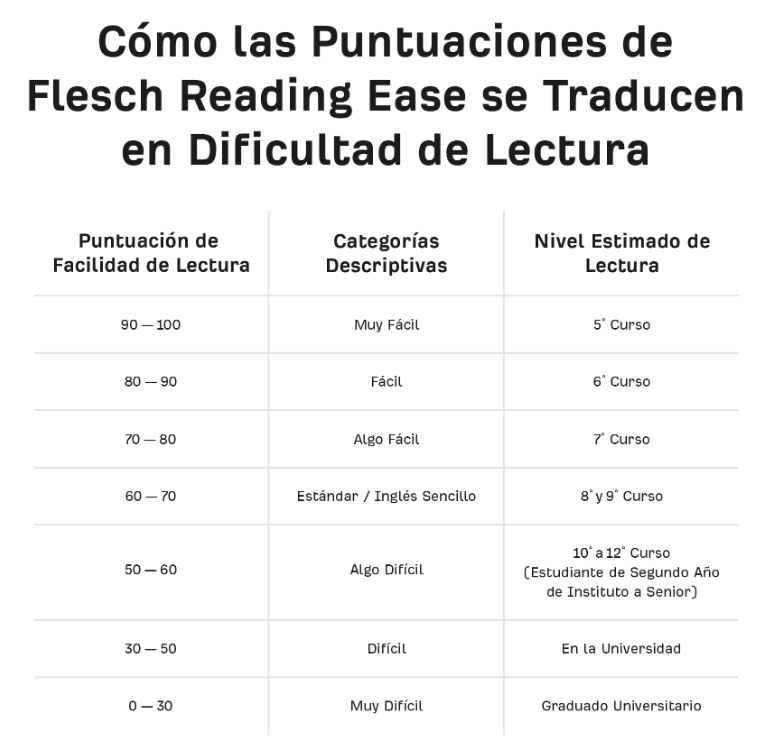 Cómo las Puntuaciones de
Flesch Reading Ease se Traducen
en Dificultad de Lectura
Puntuación de
Facilidad de Lectura
Categorías
Descriptivas
Nivel Estimado de
Lectura
90 — 100
Muy Fácil
5° Curso
80 — 90
Fácil
6° Curso
70 — 80
Algo Fácil
7° Curso
60 — 70
Estándar / Inglés Sencillo
8° y 9° Curso
50 — 60
Algo Difícil
10° a 12° Curso
(Estudiante de Segundo Año
de Instituto a Senior)
30 — 50
Difícil
En la Universidad
0 — 30
Muy Difícil
Graduado Universitario